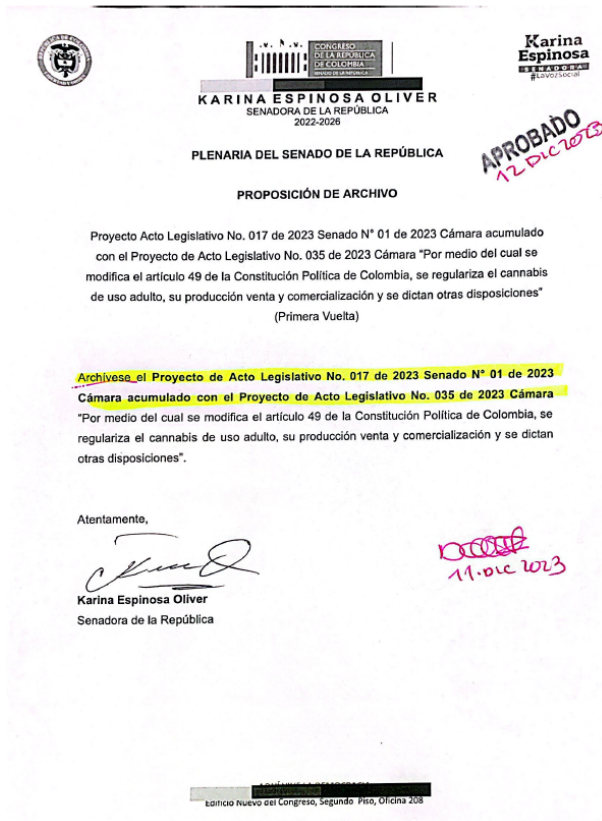 REPÚBLICA DE COLOMBIA
CONGRESO
DE LA REPÚBLICA
DE COLOMBIA
SENADO DE LA REPÚBLICA
Karina
Espinosa
SENADORA
#LaVozSocial
KARINA ESPINOSA OLIVER
SENADORA DE LA REPÚBLICA
2022-2026
APROBADO
12 DIC 2023
PLENARIA DEL SENADO DE LA REPÚBLICA
PROPOSICIÓN DE ARCHIVO
Proyecto Acto Legislativo No. 017 de 2023 Senado N° 01 de 2023 Cámara acumulado
con el Proyecto de Acto Legislativo No. 035 de 2023 Cámara “Por medio del cual se
modifica el artículo 49 de la Constitución Política de Colombia, se regulariza el cannabis
de uso adulto, su producción venta y comercialización y se dictan otras disposiciones”
(Primera Vuelta)
Archívese el Proyecto de Acto Legislativo No. 017 de 2023 Senado N° 01 de 2023
Cámara acumulado con el Proyecto de Acto Legislativo No. 035 de 2023 Cámara
“Por medio del cual se modifica el artículo 49 de la Constitución Política de Colombia, se
regulariza el cannabis de uso adulto, su producción venta y comercialización y se dictan
otras disposiciones”.
Atentamente,
11. DIC 2023
Karina Espinosa Oliver
Senadora de la República
Edificio Nuevo del Congreso, Segundo Piso, Oficina 208